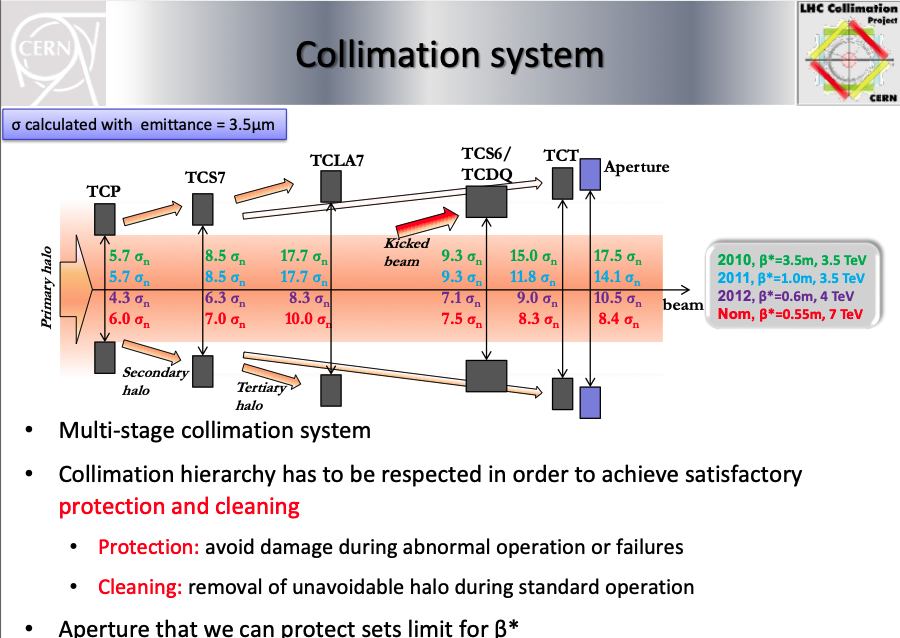 CERN
Collimation system
LHC Collimation
Project
CERN
σ calculated with emittance = 3.5μm
TCP
TCS7
TCLA7
TCS6/
TCDQ
TCT
Aperture
Primary halo
Kicked
beam
5.7 σn 8.5 σn 17.7 σn 9.3 σn 15.0 σn 17.5 σn
5.7 σn 8.5 σn 17.7 σn 9.3 σn 11.8 σn 14.1 σn
4.3 σn 6.3 σn 8.3 σn 7.1 σn 9.0 σn 10.5 σn
6.0 σn 7.0 σn 10.0 σn 7.5 σn 8.3 σn 8.4 σn
beam
2010, β*=3.5m, 3.5 TeV
2011, β*=1.0m, 3.5 TeV
2012, β*=0.6m, 4 TeV
Nom, β*=0.55m, 7 TeV
Secondary
halo
Tertiary
halo
• Multi-stage collimation system
• Collimation hierarchy has to be respected in order to achieve satisfactory
protection and cleaning
• Protection: avoid damage during abnormal operation or failures
• Cleaning: removal of unavoidable halo during standard operation
• Aperture that we can protect sets limit for β*